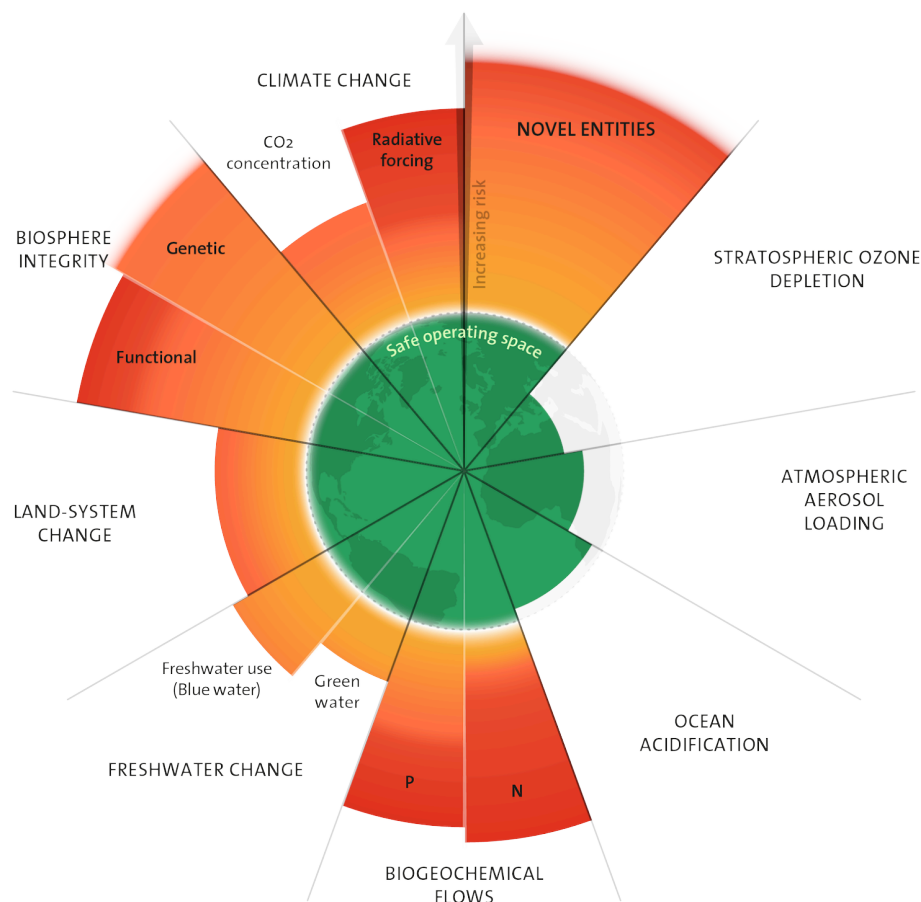 CLIMATE CHANGE
CO2
concentration
Radiative
forcing
NOVEL ENTITIES
Increasing risk
BIOSPHERE
INTEGRITY
Genetic
Functional
STRATOSPHERIC OZONE
DEPLETION
Safe operating space
ATMOSPHERIC
AEROSOL
LOADING
LAND-SYSTEM
CHANGE
Freshwater use
(Blue water)
Green
water
FRESHWATER CHANGE
OCEAN
ACIDIFICATION
P
N
BIOGEOCHEMICAL
FLOWS